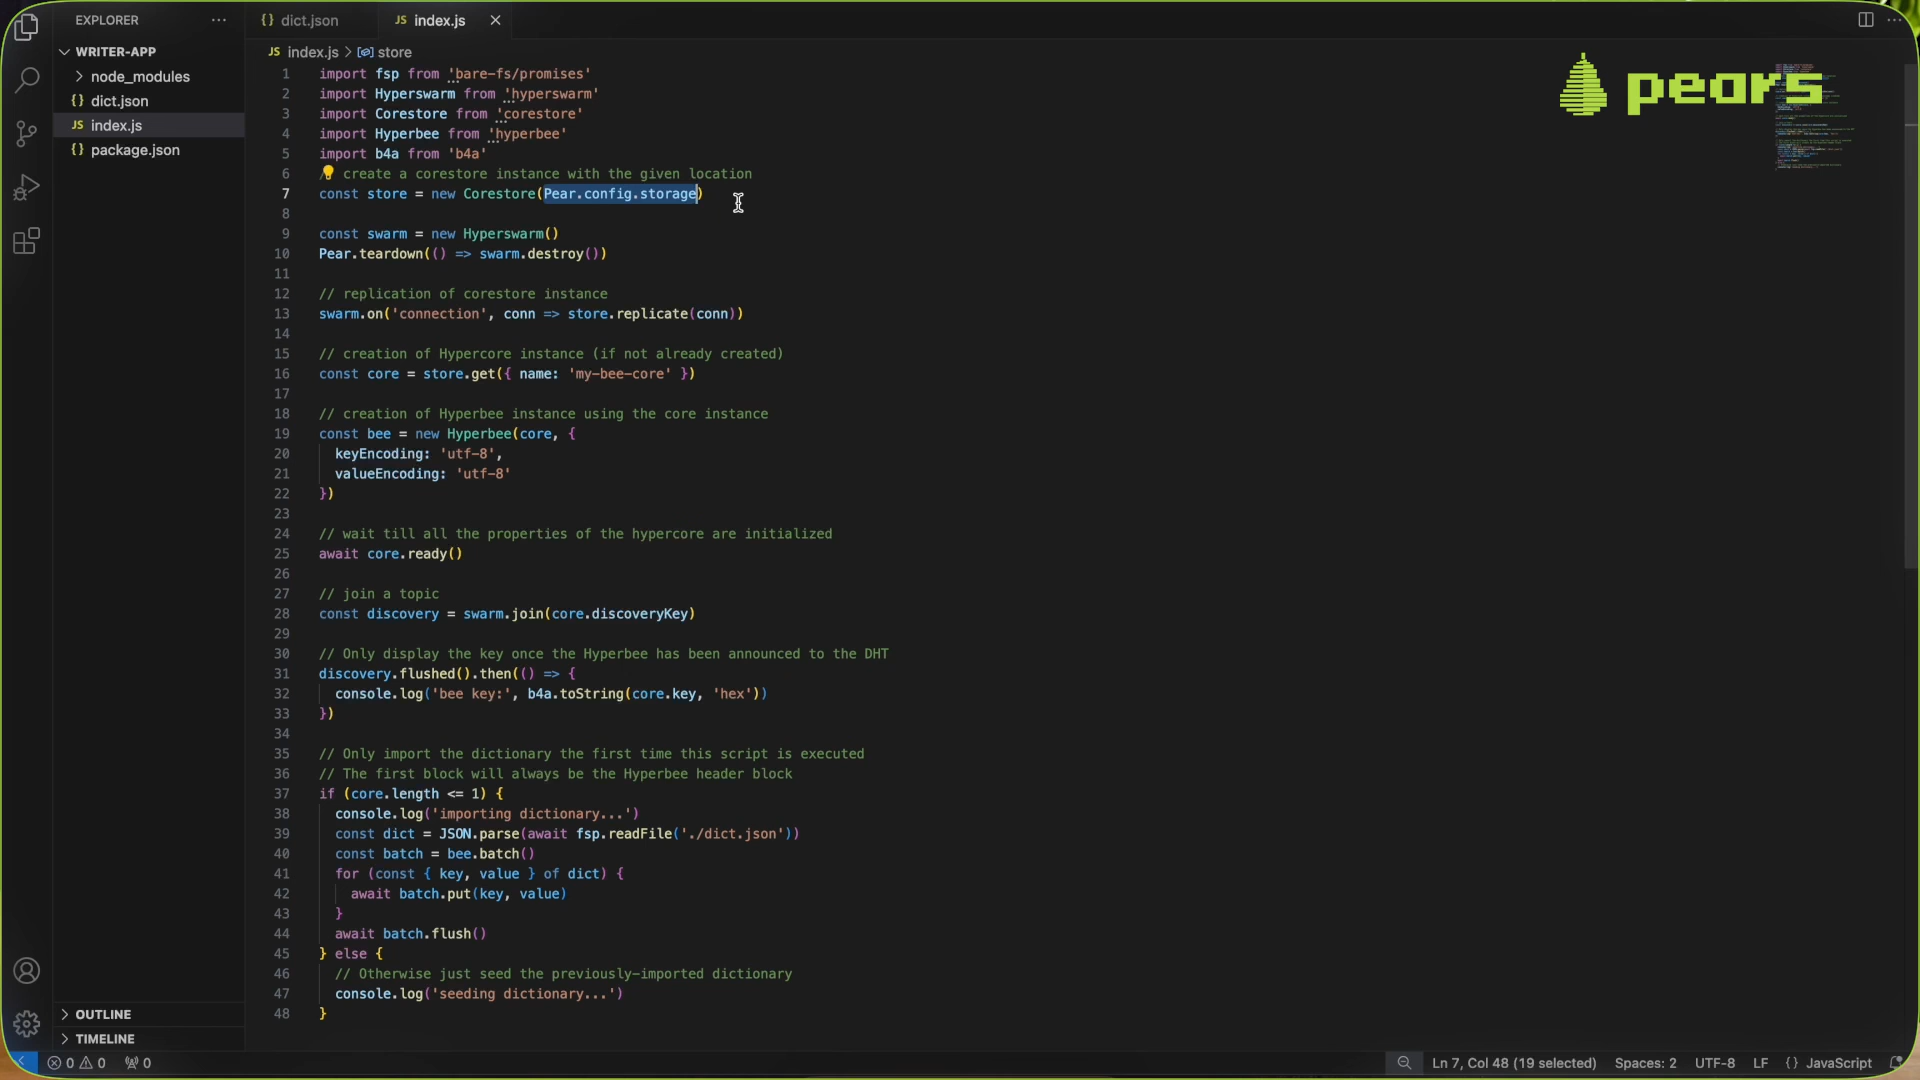 EXPLORER
WRITER-APP
node_modules
{} dict.json
JS index.js
{} package.json
OUTLINE
TIMELINE
{} dict.json
JS index.js
JS index.js > store
pears
1 import fsp from 'bare-fs/promises'
2 import Hyperswarm from 'hyperswarm'
3 import Corestore from 'corestore'
4 import Hyperbee from 'hyperbee'
5 import b4a from 'b4a'
6 / create a corestore instance with the given location
7 const store = new Corestore(Pear.config.storage)
8
9 const swarm = new Hyperswarm()
10 Pear.teardown(() => swarm.destroy())
11
12 // replication of corestore instance
13 swarm.on('connection', conn => store.replicate(conn))
14
15 // creation of Hypercore instance (if not already created)
16 const core = store.get({ name: 'my-bee-core' })
17
18 // creation of Hyperbee instance using the core instance
19 const bee = new Hyperbee(core, {
20 keyEncoding: 'utf-8',
21 valueEncoding: 'utf-8'
22 })
23
24 // wait till all the properties of the hypercore are initialized
25 await core.ready()
26
27 // join a topic
28 const discovery = swarm.join(core.discoveryKey)
29
30 // Only display the key once the Hyperbee has been announced to the DHT
31 discovery.flushed().then(() => {
32 console.log('bee key:', b4a.toString(core.key, 'hex'))
33 })
34
35 // Only import the dictionary the first time this script is executed
36 // The first block will always be the Hyperbee header block
37 if (core.length <= 1) {
38 console.log('importing dictionary...')
39 const dict = JSON.parse(await fsp.readFile('./dict.json'))
40 const batch = bee.batch()
41 for (const { key, value } of dict) {
42 await batch.put(key, value)
43 }
44 await batch.flush()
45 } else {
46 // Otherwise just seed the previously-imported dictionary
47 console.log('seeding dictionary...')
48 }
0 0 0
Ln 7, Col 48 (19 selected) Spaces: 2 UTF-8 LF {} JavaScript